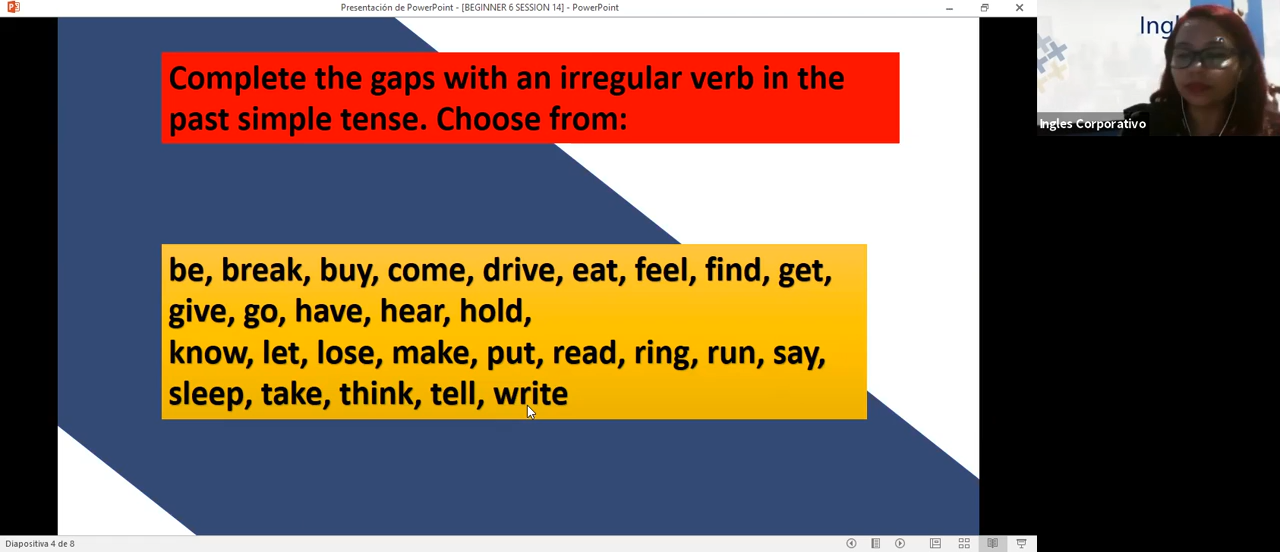 Presentación de PowerPoint - [BEGINNER 6 SESSION 14] - PowerPoint
Complete the gaps with an irregular verb in the
past simple tense. Choose from:
be, break, buy, come, drive, eat, feel, find, get,
give, go, have, hear, hold,
know, let, lose, make, put, read, ring, run, say,
sleep, take, think, tell, write
Ingles Corporativo
Diapositiva 4 de 8